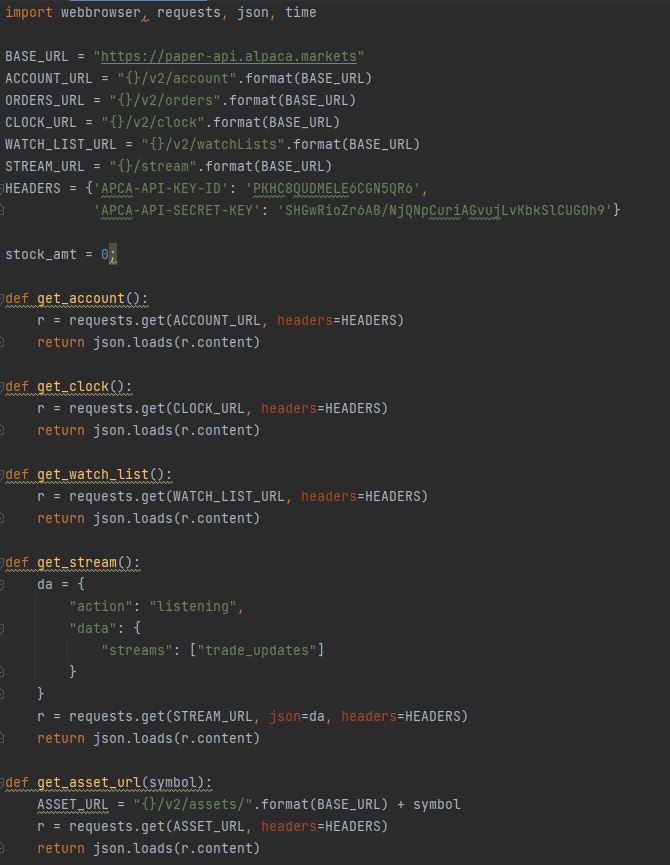 import webbrowser, requests, json, time
BASE_URL = "https://paper-api.alpaca.markets"
ACCOUNT_URL = "{}/v2/account".format(BASE_URL)
ORDERS_URL = "{}/v2/orders".format(BASE_URL)
CLOCK_URL = "{}/v2/clock".format(BASE_URL)
WATCH_LIST_URL = "{}/v2/watchLists".format(BASE_URL)
STREAM_URL = "{}/stream".format(BASE_URL)
HEADERS = {'APCA-API-KEY-ID': 'PKHC8QUDMELE6CGN5QR6',
'APCA-API-SECRET-KEY': 'SHGwRioZr6AB/NjQNpCuriAGvujLvKbkSlCUGOh9'}
stock_amt = 0;
def get_account():
r = requests.get(ACCOUNT_URL, headers=HEADERS)
return json.loads(r.content)
def get_clock():
r = requests.get(CLOCK_URL, headers=HEADERS)
return json.loads(r.content)
def get_watch_list():
r = requests.get(WATCH_LIST_URL, headers=HEADERS)
return json.loads(r.content)
def get_stream():
da = {
"action": "listening",
"data": {
"streams": ["trade_updates"]
}
}
r = requests.get(STREAM_URL, json=da, headers=HEADERS)
return json.loads(r.content)
def get_asset_url(symbol):
ASSET_URL = "{}/v2/assets/".format(BASE_URL) + symbol
r = requests.get(ASSET_URL, headers=HEADERS)
return json.loads(r.content)